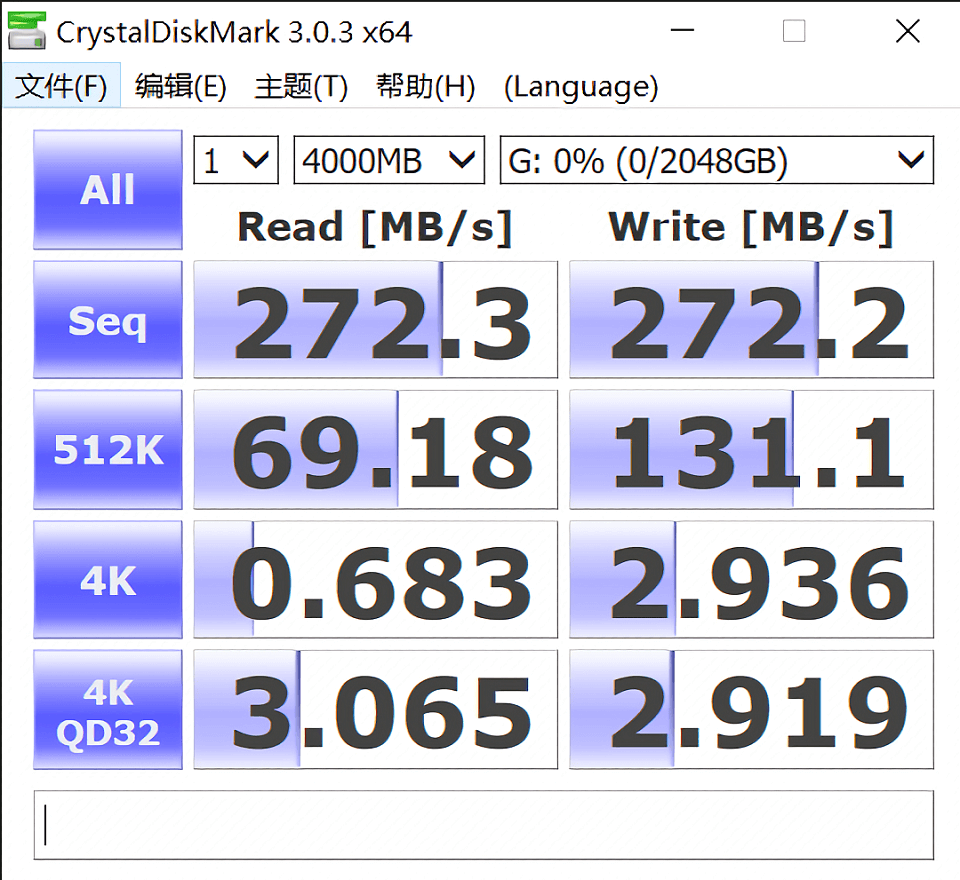 CrystalDiskMark 3.0.3 x64
文件(F) 编辑(E) 主题(T) 帮助(H) (Language)
All 1 4000MB G: 0% (0/2048GB)
Read [MB/s] Write [MB/s]
Seq 272.3 272.2
512K 69.18 131.1
4K 0.683 2.936
4K
QD32 3.065 2.919